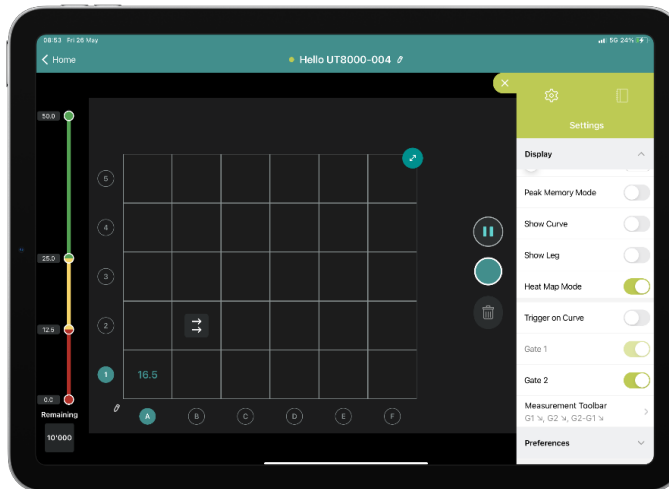 08:53 Fri 26 May
5G 24%
Home
Hello UT8000-004
Settings
Display
Peak Memory Mode
Show Curve
Show Leg
Heat Map Mode
Trigger on Curve
Gate 1
Gate 2
Measurement Toolbar
G1 ⇘, G2 ⇘, G2-G1 ⇘
Preferences
50.0
25.0
12.5
0.0
Remaining
10'000
5
4
3
2
1
16.5
A B C D E F